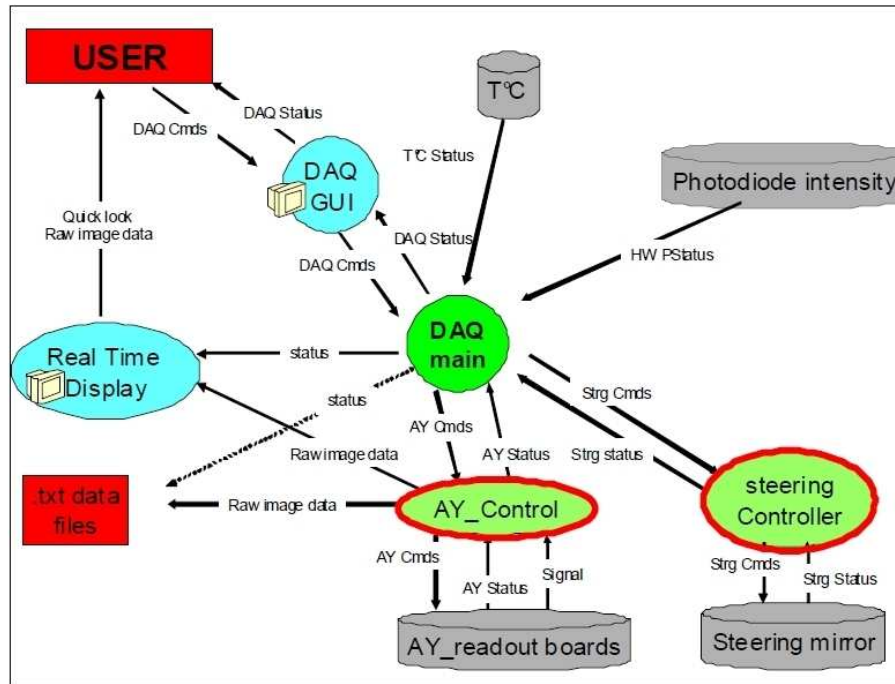 USER
T°C
DAQ Status
DAQ Cmds
T°C Status
DAQ
GUI
Photodiode intensity
Quick look
Raw image data
DAQ Status
DAQ Cmds
HW PStatus
DAQ
main
Real Time
Display
status
status
Strg Cmds
AY Cmds
Raw image data
AY Status
Strg status
.txt data
files
Raw image data
AY_Control
steering
Controller
AY Cmds
AY Status
Signal
Strg Cmds
Strg Status
AY_readout boards
Steering mirror